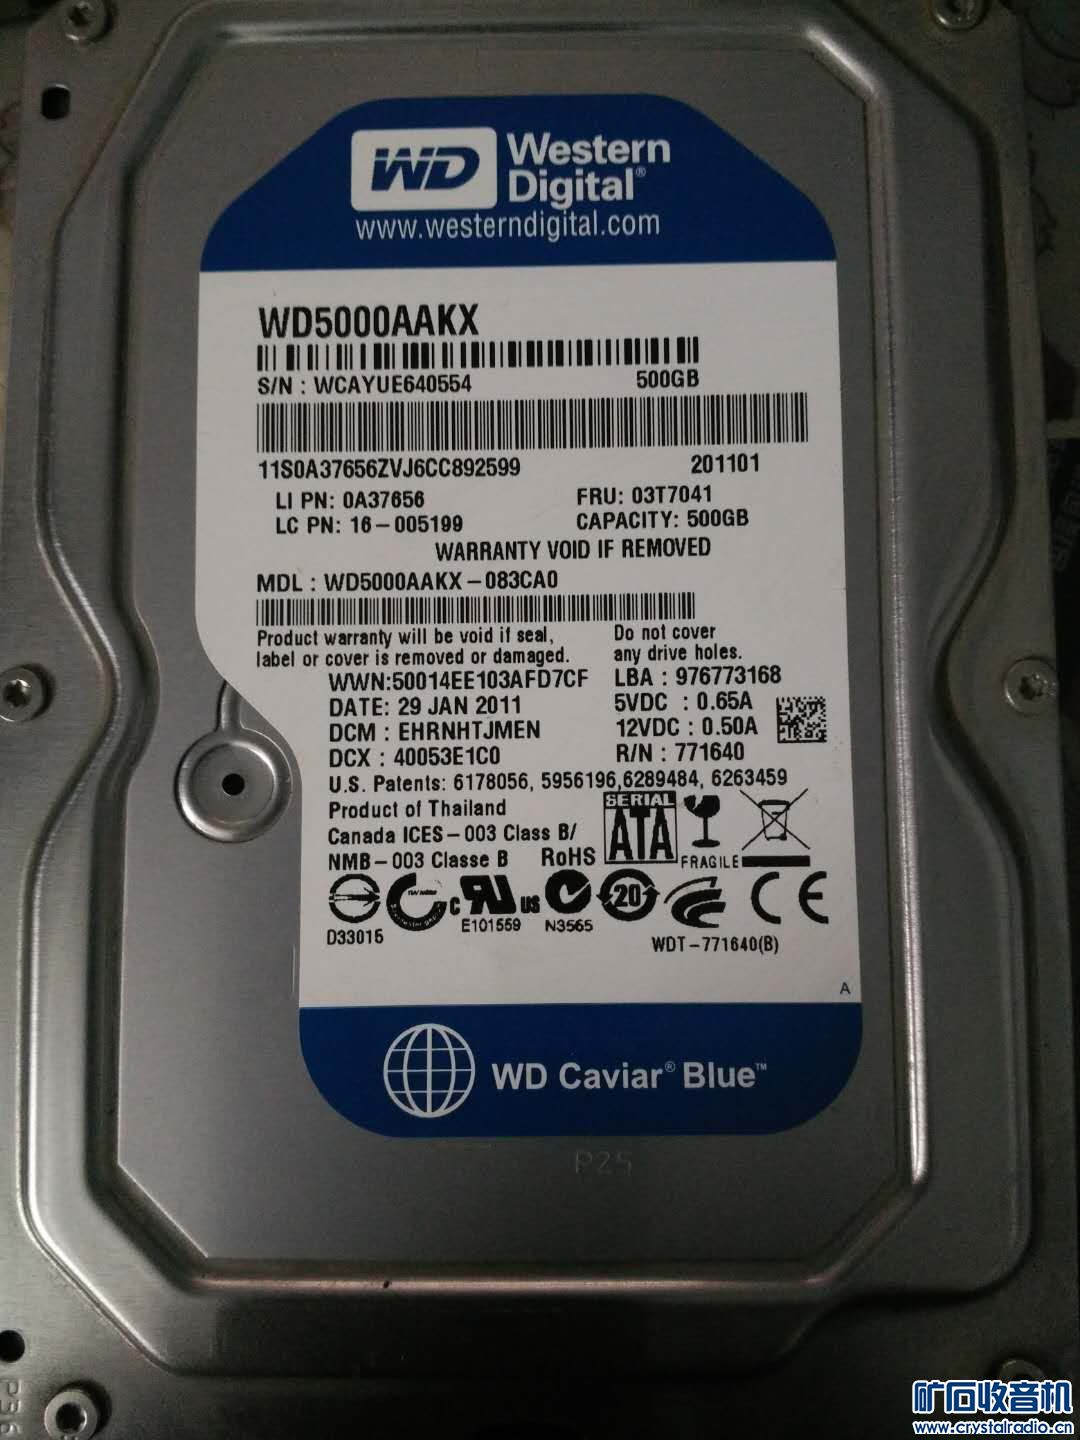 WD Western Digital®
www.westerndigital.com
WD5000AAKX
S/N : WCAYUE640554 500GB
11S0A37656ZVJ6CC892599 201101
LI PN: 0A37656 FRU: 03T7041
LC PN: 16-005199 CAPACITY: 500GB
WARRANTY VOID IF REMOVED
MDL : WD5000AAKX-083CA0
Product warranty will be void if seal,
label or cover is removed or damaged.
Do not cover
any drive holes.
WWN:50014EE103AFD7CF LBA : 976773168
DATE: 29 JAN 2011 5VDC : 0.65A
DCM : EHRNHTJMEN 12VDC : 0.50A
DCX : 40053E1C0 R/N : 771640
U.S. Patents: 6178056, 5956196,6289484, 6263459
Product of Thailand
Canada ICES-003 Class B/
NMB-003 Classe B RoHS
SERIAL
ATA
FRAGILE
c us 20 CE
D33015 E101559 N3565
WDT-771640(B)
A
WD Caviar® Blue™
P25
P36
矿石收音机
www.crystalradio.cn